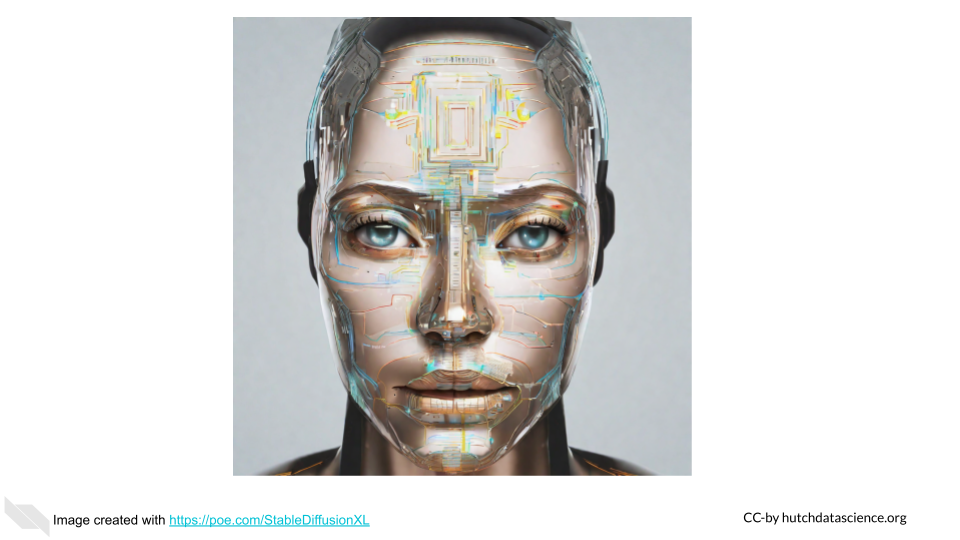 Image created with https://poe.com/StableDiffusionXL
CC-by hutchdatascience.org